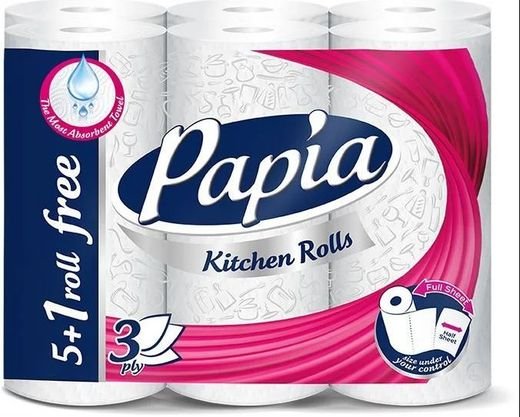 The Most Absorbent Towel
5+1 roll free
Papia
Kitchen Rolls
3
ply
Full Sheet
Half
Sheet
size under
your control